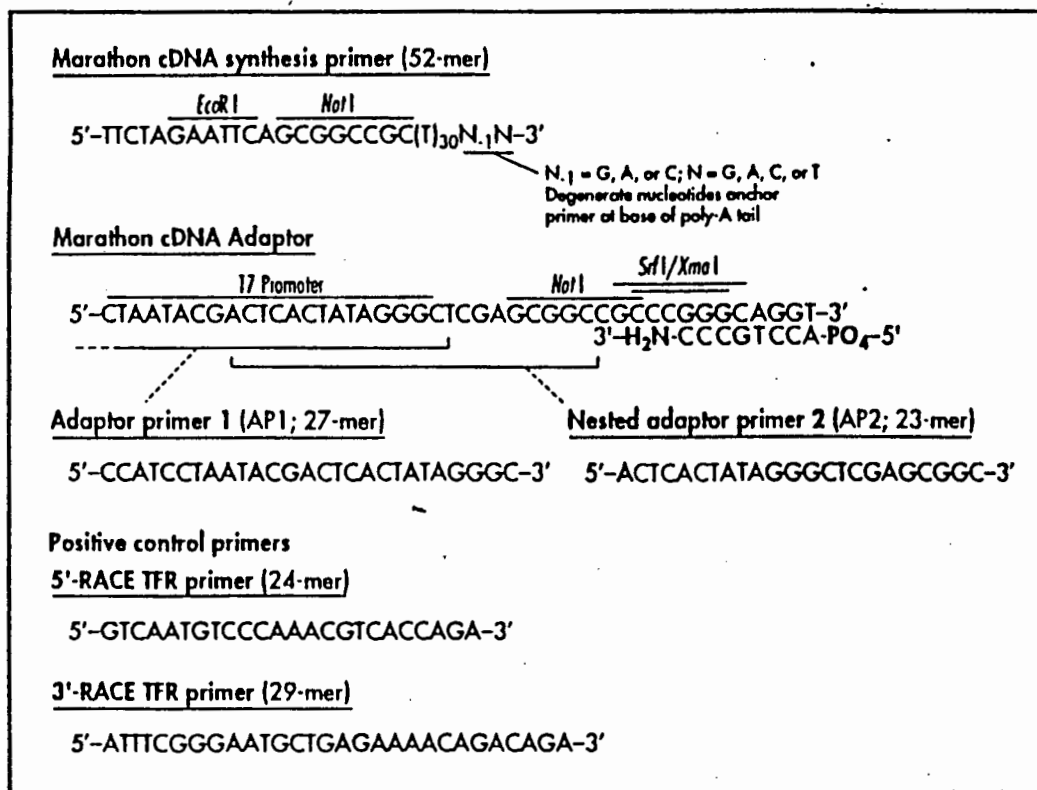 Marathon cDNA synthesis primer (52-mer)
EcoR I Not I
5'-TTCTAGAATTCAGCGGCCGC(T)30N-1N-3'
N-1 = G, A, or C; N = G, A, C, or T
Degenerate nucleotides anchor
primer at base of poly-A tail
Marathon cDNA Adaptor
T7 Promoter Not I Srf I/Xma I
5'-CTAATACGACTCACTATAGGGCTCGAGCGGCCGCCCGGGCAGGT-3'
3'-H2N-CCCGTCCA-PO4-5'
Adaptor primer 1 (AP1; 27-mer) Nested adaptor primer 2 (AP2; 23-mer)
5'-CCATCCTAATACGACTCACTATAGGGC-3' 5'-ACTCACTATAGGGCTCGAGCGGC-3'
Positive control primers
5'-RACE TFR primer (24-mer)
5'-GTCAATGTCCCAAACGTCACCAGA-3'
3'-RACE TFR primer (29-mer)
5'-ATTTCGGGAATGCTGAGAAAACAGACAGA-3'